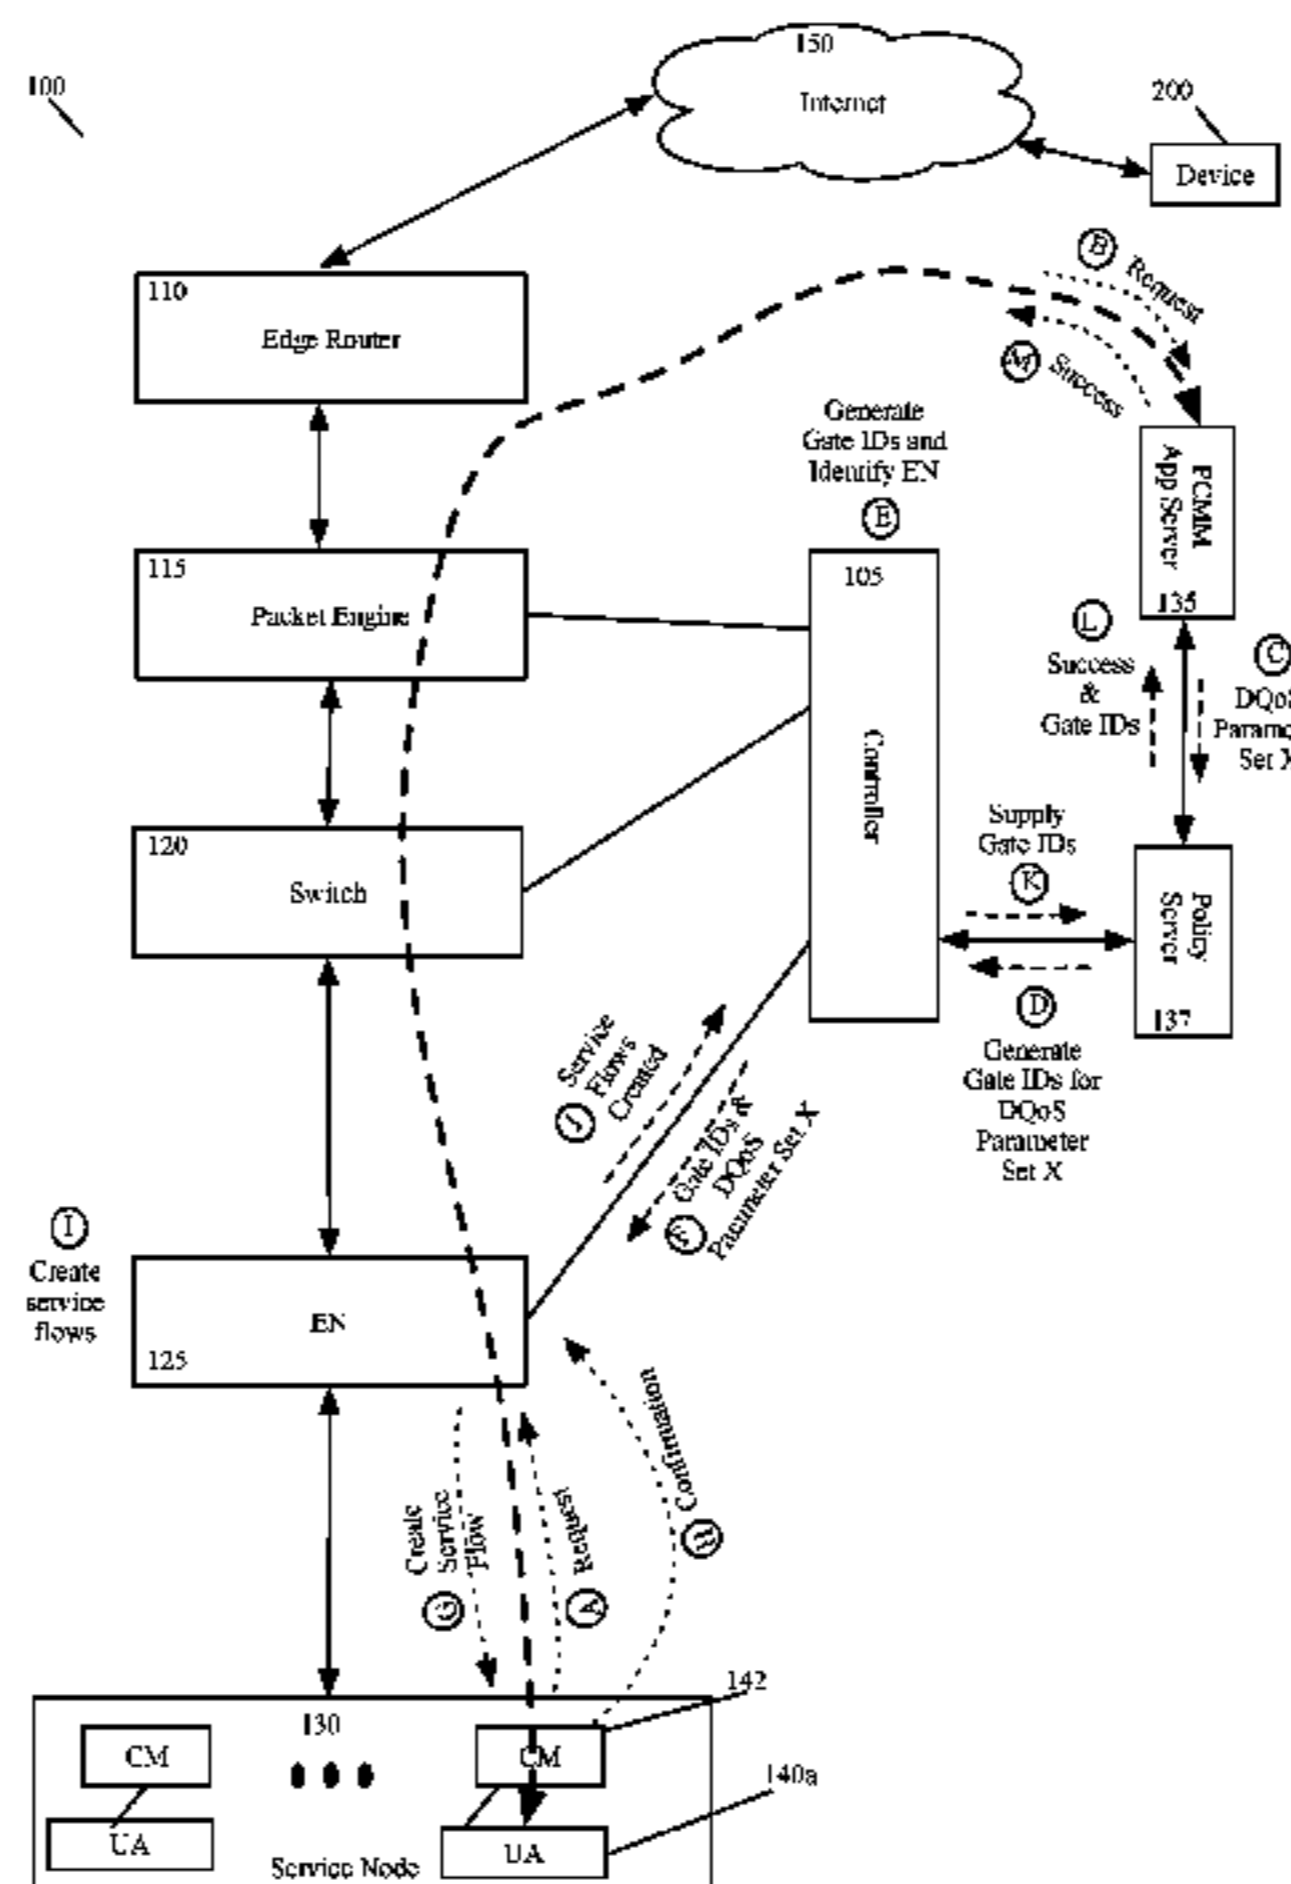 100
150
Internet
200
Device
110
Edge Router
B Request
M Success
Generate
Gate IDs and
Identify EN
E
PCMM
App Server
135
115
Packet Engine
105
Controller
L
Success
&
Gate IDs
C
DQoS
Set X
120
Switch
Supply
Gate IDs
K
Policy
Server
137
D
Generate
Gate IDs for
DQoS
Parameter
Set X
J Service
Flows
Created
F Gate IDs &
DQoS
Parameter Set X
I
Create
service
flows
EN
125
G Create
Service
Flow
A Request
H Confirmation
142
130
CM
CM
140a
UA
UA
Service Node